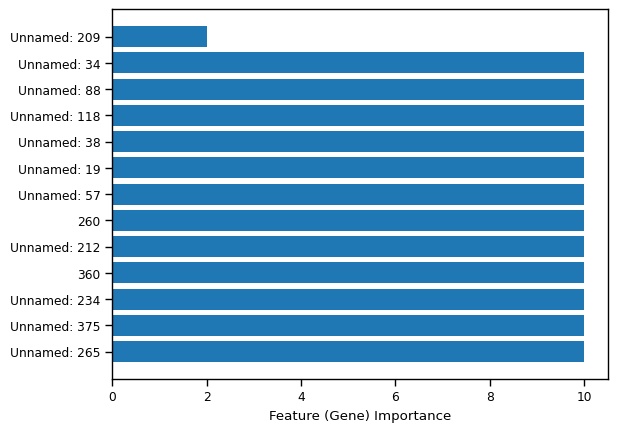 Unnamed: 209
Unnamed: 34
Unnamed: 88
Unnamed: 118
Unnamed: 38
Unnamed: 19
Unnamed: 57
260
Unnamed: 212
360
Unnamed: 234
Unnamed: 375
Unnamed: 265
0 2 4 6 8 10
Feature (Gene) Importance